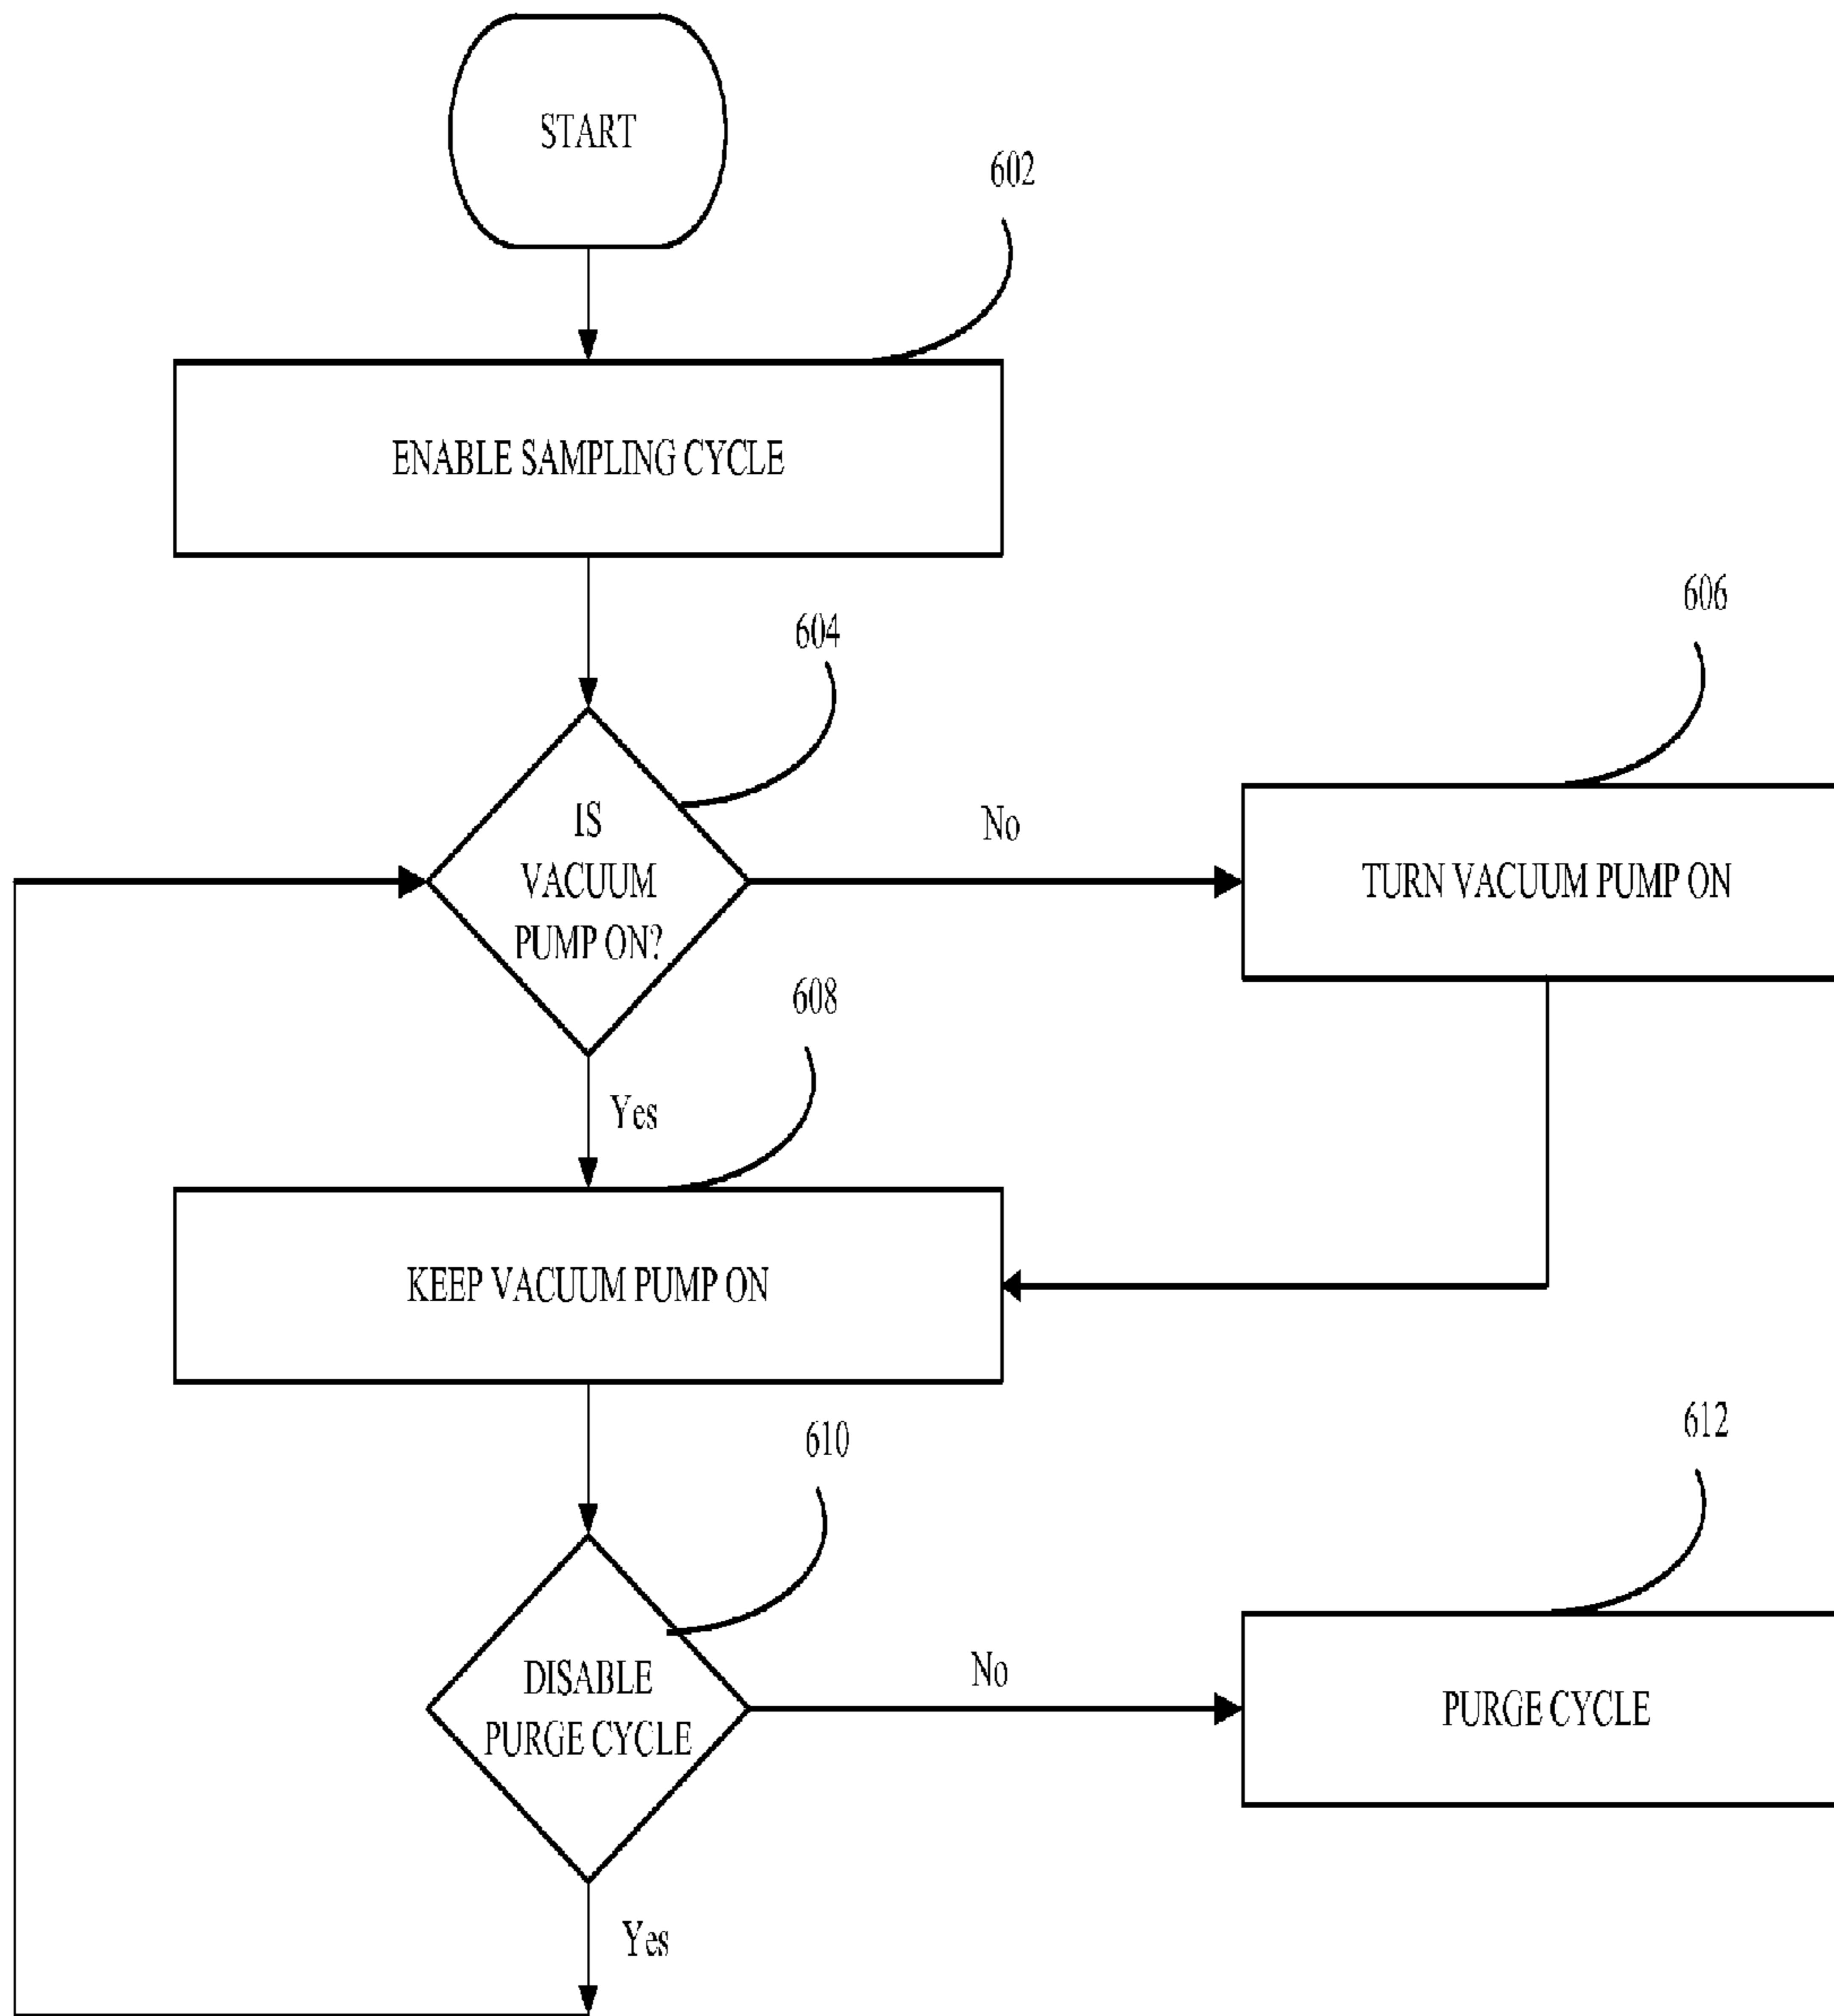 START
602
ENABLE SAMPLING CYCLE
604
606
IS
VACUUM
PUMP ON?
No
TURN VACUUM PUMP ON
608
Yes
KEEP VACUUM PUMP ON
610
612
DISABLE
PURGE CYCLE
No
PURGE CYCLE
Yes